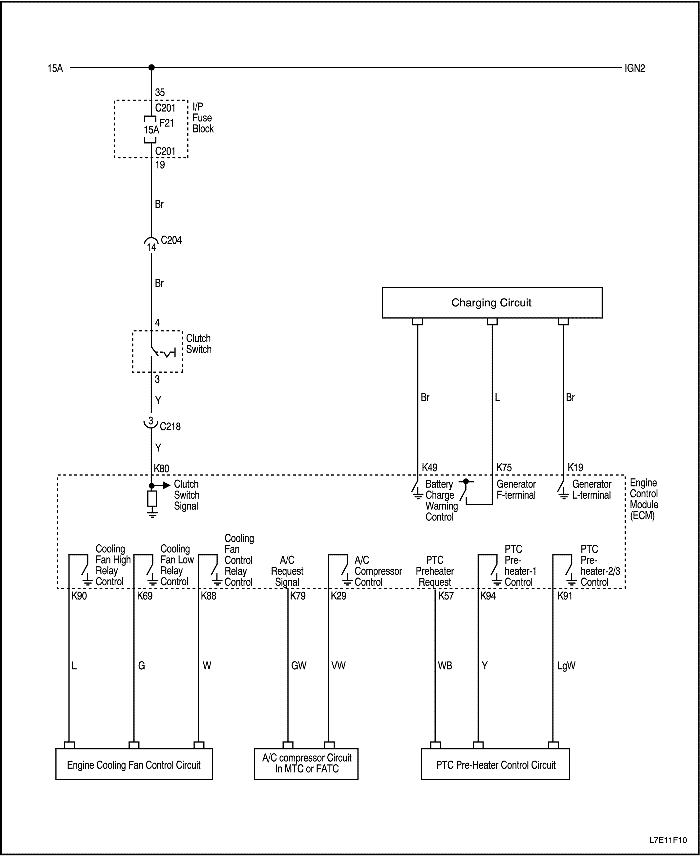 15A
IGN2
35
C201
I/P
Fuse
Block
F21
15A
C201
19
Br
C204
14
Br
4
Clutch
Switch
3
Y
3
C218
Y
K80
Clutch
Switch
Signal
Charging Circuit
Br
L
Br
K49
K75
K19
Battery
Charge
Warning
Control
Generator
F-terminal
Generator
L-terminal
Engine
Control
Module
(ECM)
Cooling
Fan High
Relay
Control
Cooling
Fan Low
Relay
Control
Cooling
Fan
Control
Relay
Control
A/C
Request
Signal
A/C
Compressor
Control
PTC
Preheater
Request
PTC
Pre-
heater-1
Control
PTC
Pre-
heater-2/3
Control
K90
K69
K88
K79
K29
K57
K94
K91
L
G
W
GW
VW
WB
Y
LgW
Engine Cooling Fan Control Circuit
A/C compressor Circuit
In MTC or FATC
PTC Pre-Heater Control Circuit
L7E11F10